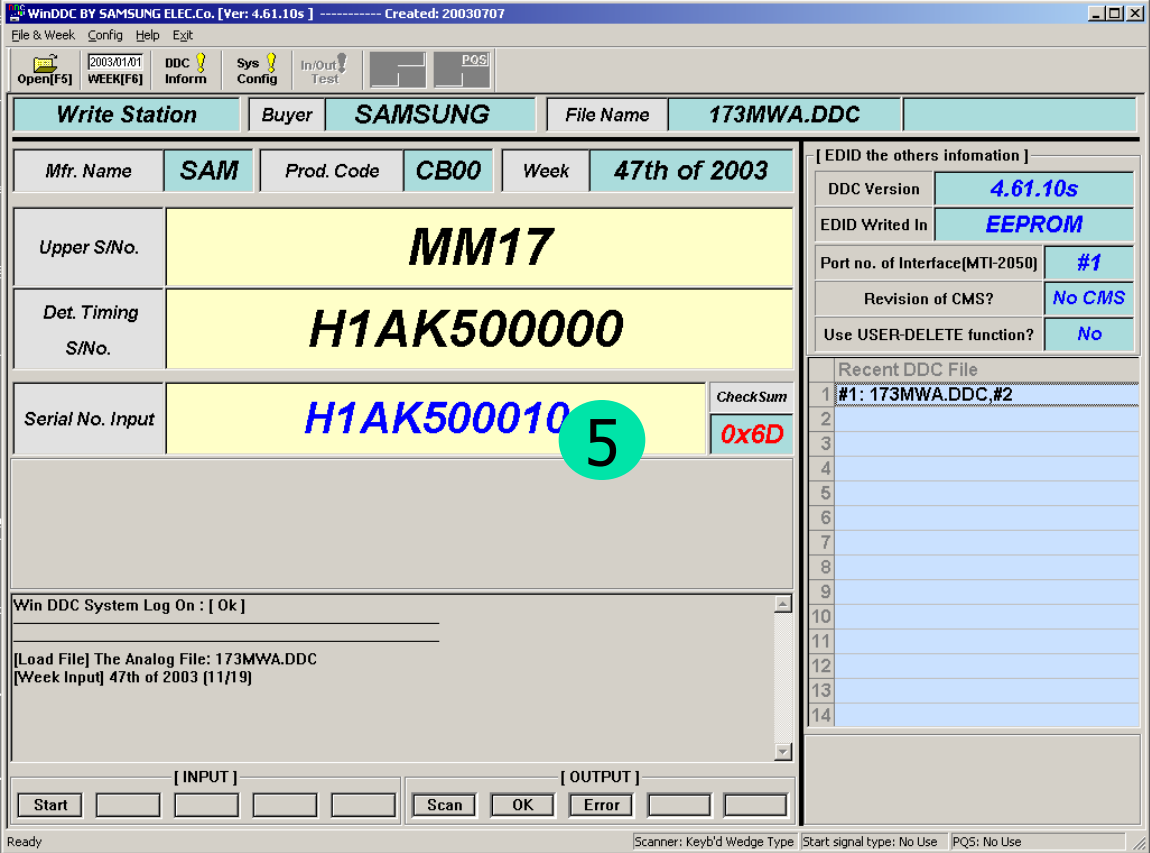 WinDDC BY SAMSUNG ELEC.Co. [Ver: 4.61.10s ] ----------- Created: 20030707
File & Week Config Help Exit
Open[F5] 2003/01/01 WEEK[F6] DDC Inform Sys Config In/Out Test PQS
Write Station Buyer SAMSUNG File Name 173MWA.DDC
Mfr. Name SAM Prod. Code CB00 Week 47th of 2003
Upper S/No. MM17
Det. Timing S/No. H1AK500000
Serial No. Input H1AK500010 5 CheckSum 0x6D
[ EDID the others infomation ]
DDC Version 4.61.10s
EDID Writed In EEPROM
Port no. of Interface(MTI-2050) #1
Revision of CMS? No CMS
Use USER-DELETE function? No
Recent DDC File
1 #1: 173MWA.DDC,#2
2
3
4
5
6
7
8
9
10
11
12
13
14
Win DDC System Log On : [ Ok ]
[Load File] The Analog File: 173MWA.DDC
[Week Input] 47th of 2003 (11/19)
[ INPUT ] [ OUTPUT ]
Start Scan OK Error
Ready Scanner: Keyb'd Wedge Type Start signal type: No Use PQS: No Use